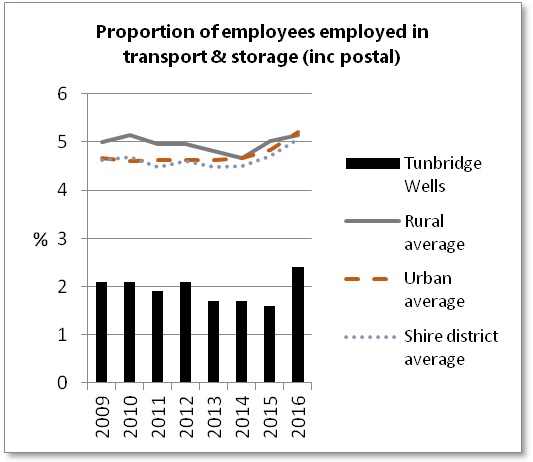 Proportion of employees employed in
transport & storage (inc postal)
6
5
4
3
2
1
0
%
2009
2010
2011
2012
2013
2014
2015
2016
Tunbridge
Wells
Rural
average
Urban
average
Shire district
average